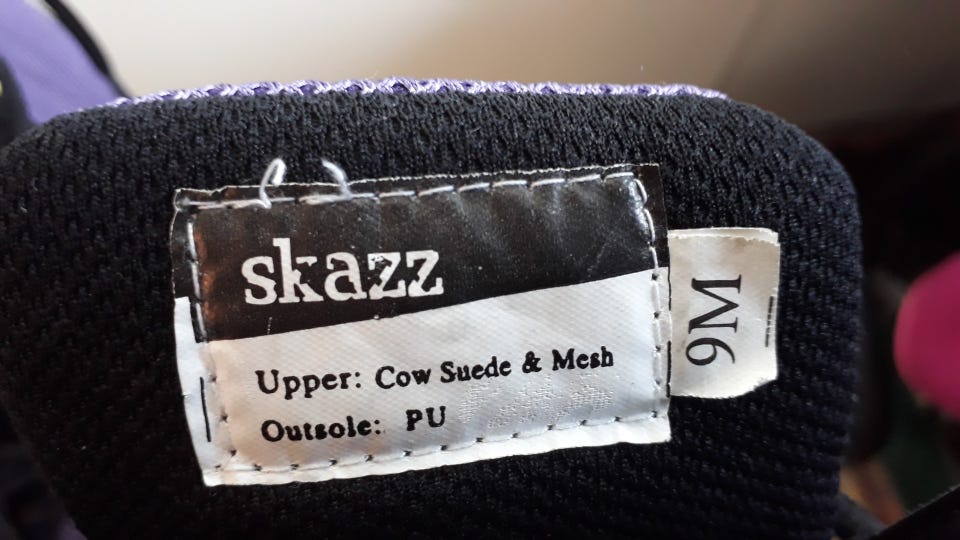 skazz
Upper: Cow Suede & Mesh
Outsole: PU
9M